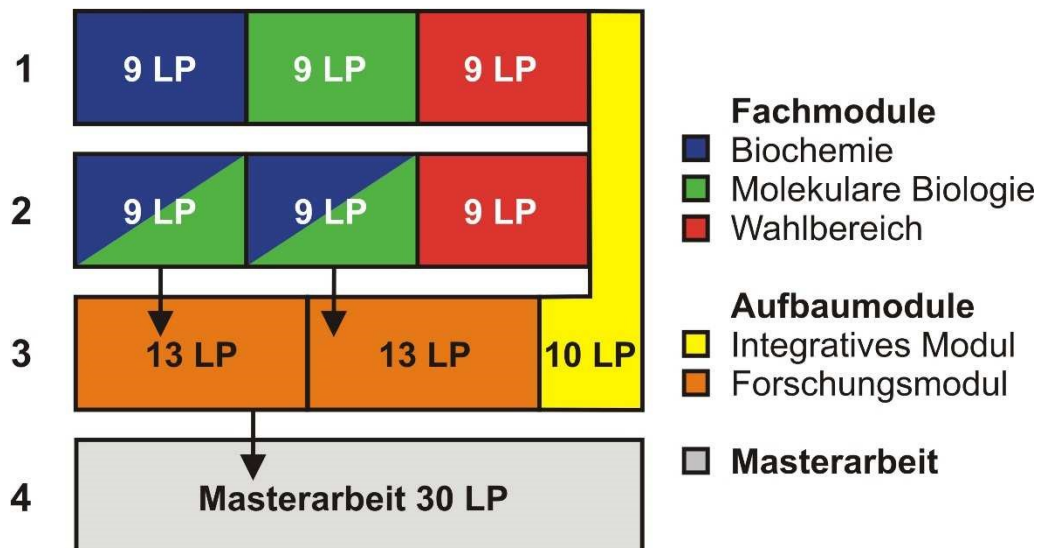 1
9 LP
9 LP
9 LP
2
9 LP
9 LP
9 LP
3
13 LP
13 LP
10 LP
4
Masterarbeit 30 LP
Fachmodule
Biochemie
Molekulare Biologie
Wahlbereich
Aufbaumodule
Integratives Modul
Forschungsmodul
Masterarbeit